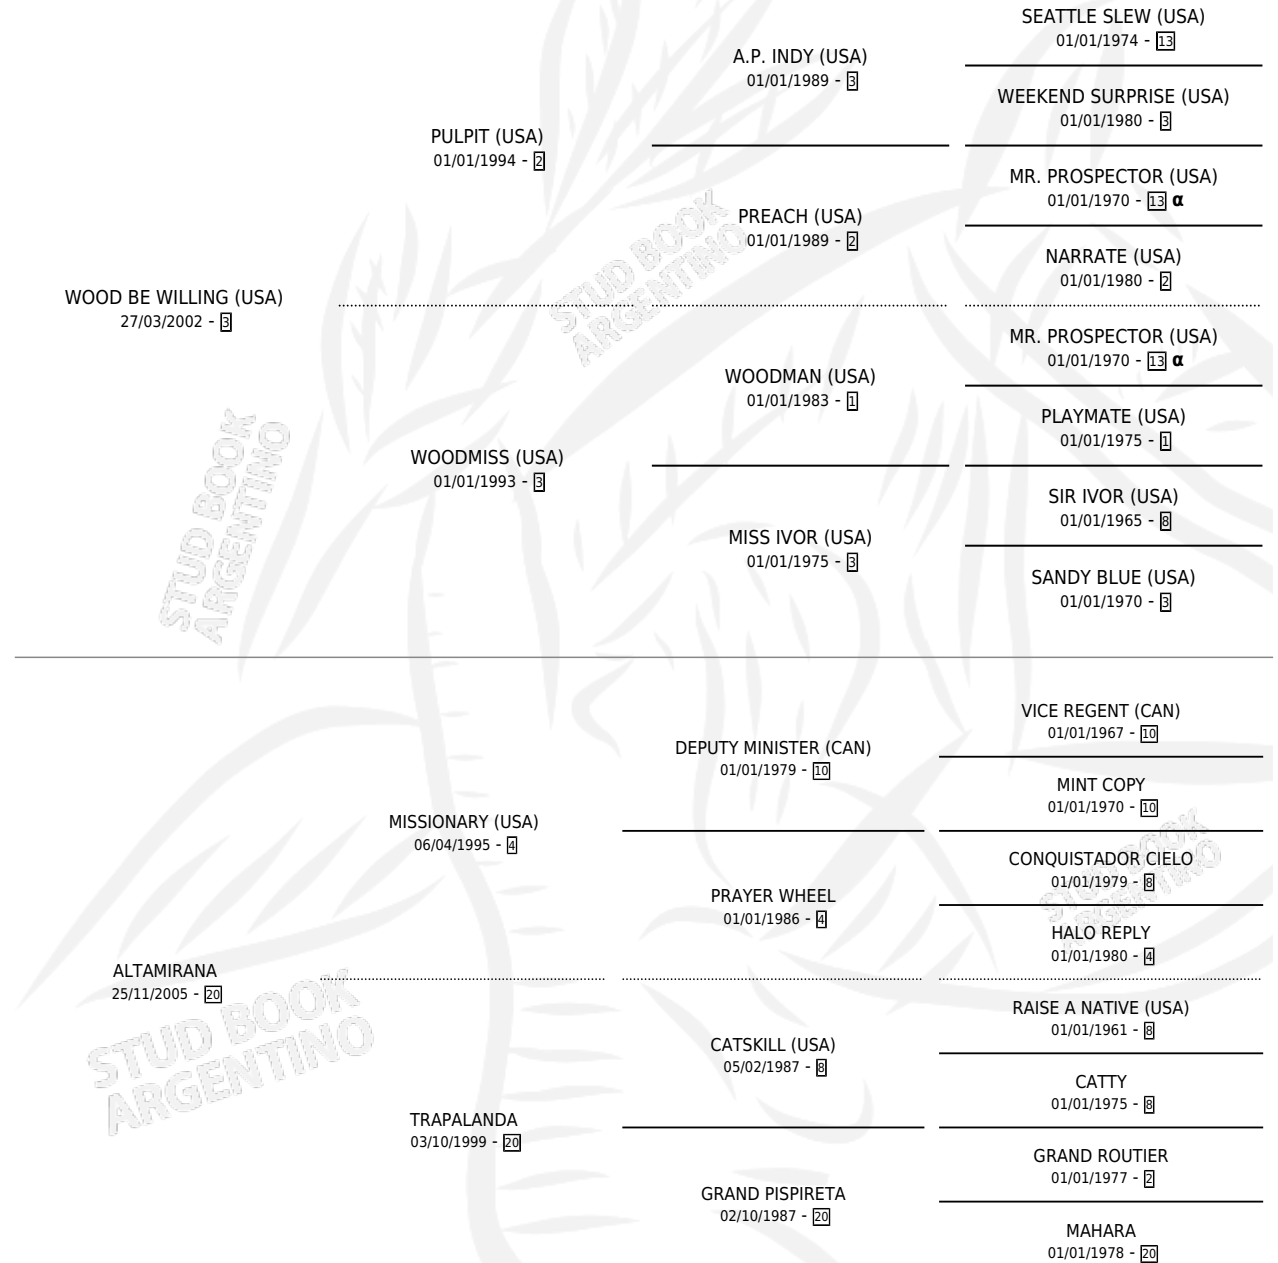 SEATTLE SLEW (USA)
01/01/1974 - 13
A.P. INDY (USA)
01/01/1989 - 3
WEEKEND SURPRISE (USA)
01/01/1980 - 3
PULPIT (USA)
01/01/1994 - 2
MR. PROSPECTOR (USA)
01/01/1970 - 13 α
PREACH (USA)
01/01/1989 - 2
NARRATE (USA)
01/01/1980 - 2
WOOD BE WILLING (USA)
27/03/2002 - 3
MR. PROSPECTOR (USA)
01/01/1970 - 13 α
WOODMAN (USA)
01/01/1983 - 1
PLAYMATE (USA)
01/01/1975 - 1
WOODMISS (USA)
01/01/1993 - 3
SIR IVOR (USA)
01/01/1965 - 8
MISS IVOR (USA)
01/01/1975 - 3
SANDY BLUE (USA)
01/01/1970 - 3
VICE REGENT (CAN)
01/01/1967 - 10
DEPUTY MINISTER (CAN)
01/01/1979 - 10
MINT COPY
01/01/1970 - 10
MISSIONARY (USA)
06/04/1995 - 4
CONQUISTADOR CIELO
01/01/1979 - 8
PRAYER WHEEL
01/01/1986 - 4
HALO REPLY
01/01/1980 - 4
ALTAMIRANA
25/11/2005 - 20
RAISE A NATIVE (USA)
01/01/1961 - 8
CATSKILL (USA)
05/02/1987 - 8
CATTY
01/01/1975 - 8
TRAPALANDA
03/10/1999 - 20
GRAND ROUTIER
01/01/1977 - 2
GRAND PISPIRETA
02/10/1987 - 20
MAHARA
01/01/1978 - 20
STUD BOOK
ARGENTINO
STUD BOOK
ARGENTINO
STUD BOOK
ARGENTINO
STUD BOOK
ARGENTINO